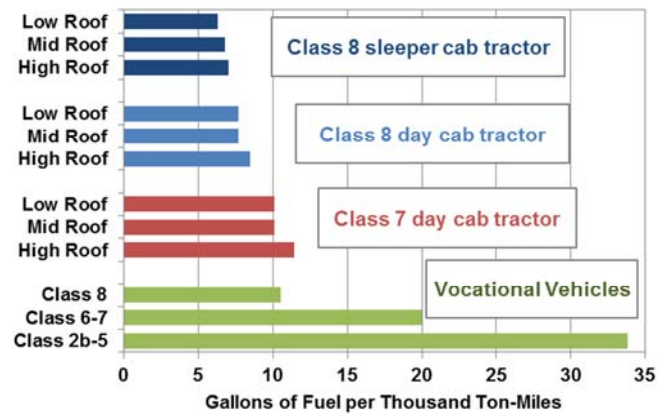 Low Roof
Mid Roof
High Roof
Class 8 sleeper cab tractor
Low Roof
Mid Roof
High Roof
Class 8 day cab tractor
Low Roof
Mid Roof
High Roof
Class 7 day cab tractor
Class 8
Class 6-7
Class 2b-5
Vocational Vehicles
0 5 10 15 20 25 30 35
Gallons of Fuel per Thousand Ton-Miles